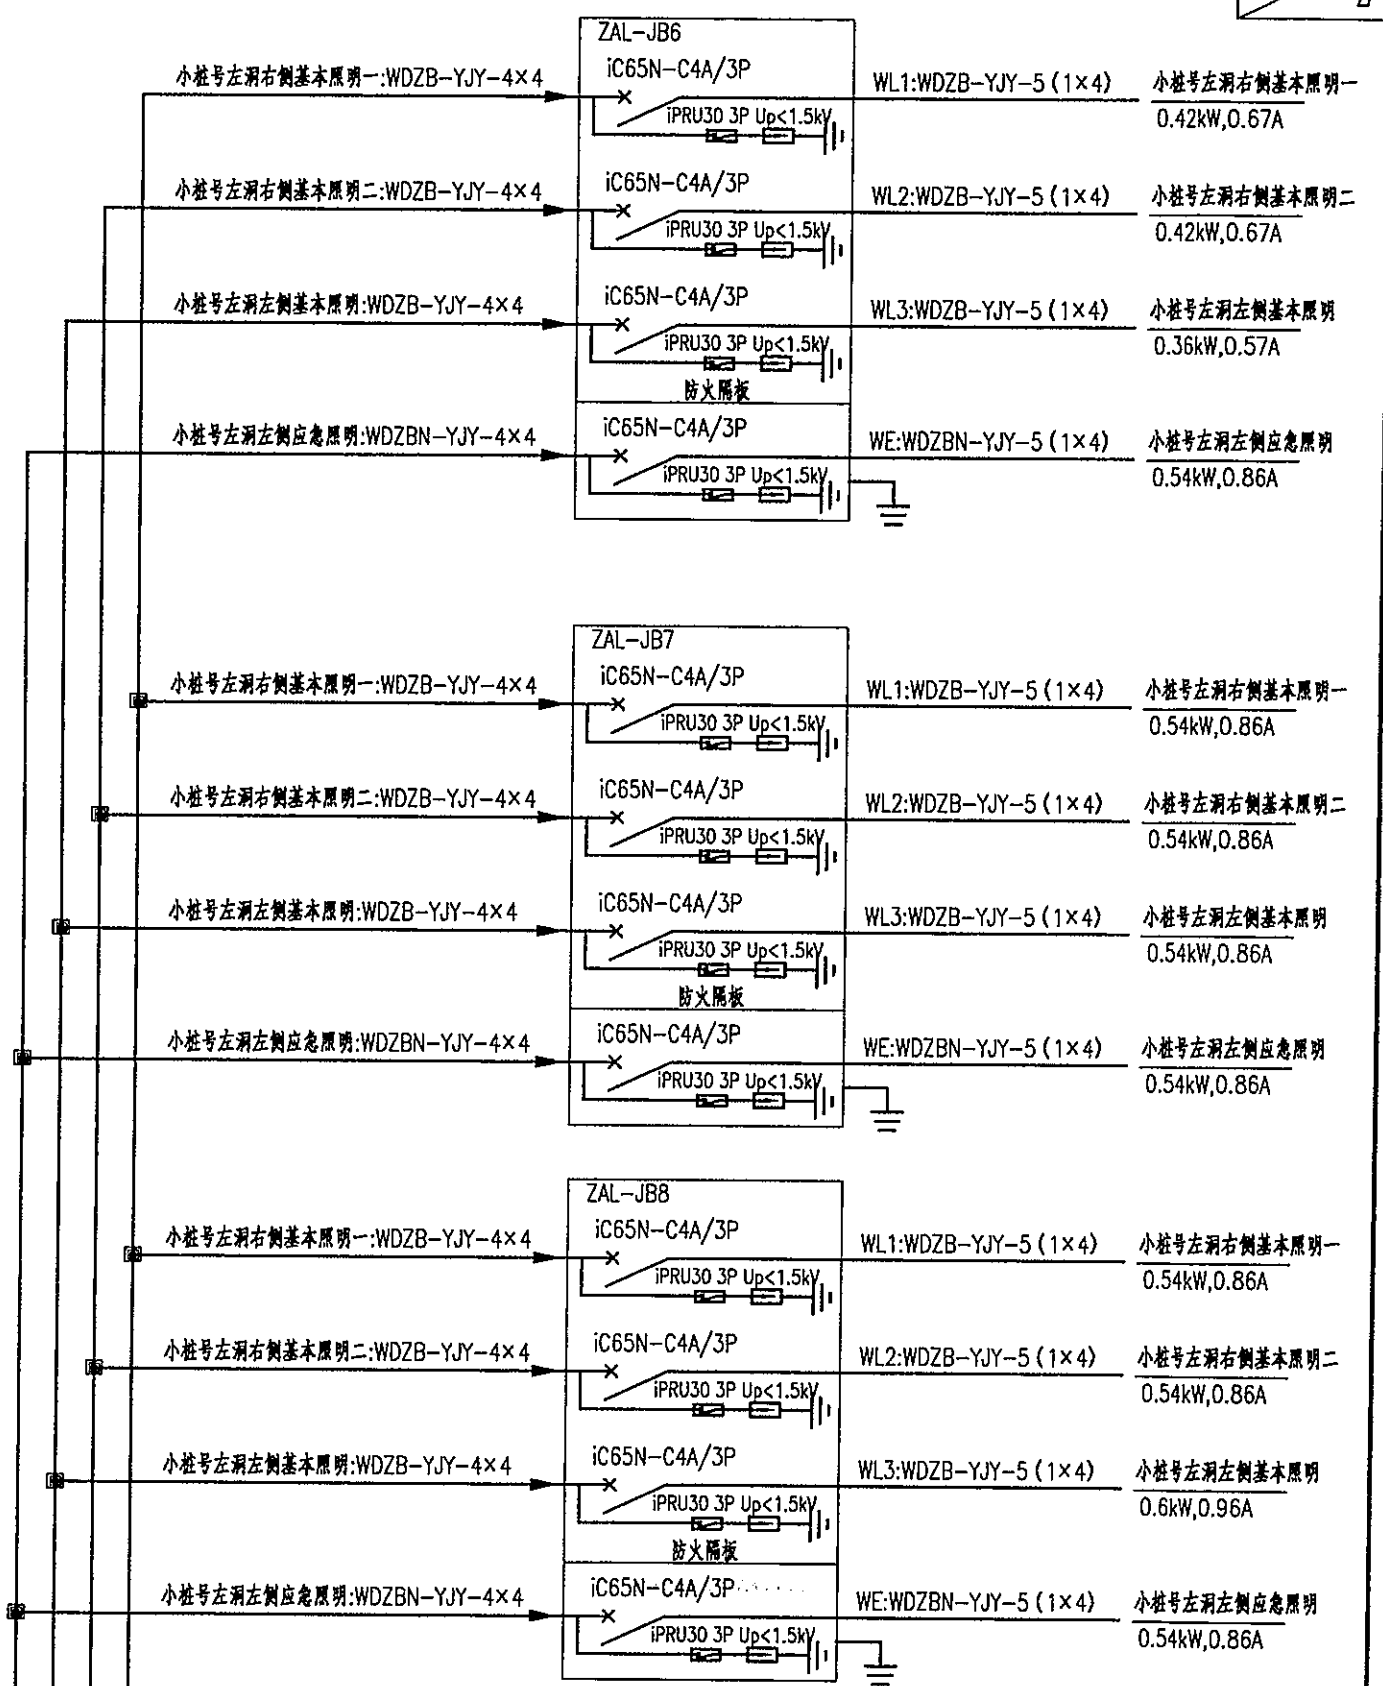 ZAL-JB6
小桩号左洞右侧基本照明一:WDZB-YJY-4×4
iC65N-C4A/3P
WL1:WDZB-YJY-5(1×4)
小桩号左洞右侧基本照明一
iPRU30 3P Up<1.5kV
0.42kW,0.67A
小桩号左洞右侧基本照明二:WDZB-YJY-4×4
iC65N-C4A/3P
WL2:WDZB-YJY-5(1×4)
小桩号左洞右侧基本照明二
iPRU30 3P Up<1.5kV
0.42kW,0.67A
小桩号左洞左侧基本照明:WDZB-YJY-4×4
iC65N-C4A/3P
WL3:WDZB-YJY-5(1×4)
小桩号左洞左侧基本照明
iPRU30 3P Up<1.5kV
0.36kW,0.57A
防火隔板
小桩号左洞左侧应急照明:WDZBN-YJY-4×4
iC65N-C4A/3P
WE:WDZBN-YJY-5(1×4)
小桩号左洞左侧应急照明
iPRU30 3P Up<1.5kV
0.54kW,0.86A
ZAL-JB7
小桩号左洞右侧基本照明一:WDZB-YJY-4×4
iC65N-C4A/3P
WL1:WDZB-YJY-5(1×4)
小桩号左洞右侧基本照明一
iPRU30 3P Up<1.5kV
0.54kW,0.86A
小桩号左洞右侧基本照明二:WDZB-YJY-4×4
iC65N-C4A/3P
WL2:WDZB-YJY-5(1×4)
小桩号左洞右侧基本照明二
iPRU30 3P Up<1.5kV
0.54kW,0.86A
小桩号左洞左侧基本照明:WDZB-YJY-4×4
iC65N-C4A/3P
WL3:WDZB-YJY-5(1×4)
小桩号左洞左侧基本照明
iPRU30 3P Up<1.5kV
0.54kW,0.86A
防火隔板
小桩号左洞左侧应急照明:WDZBN-YJY-4×4
iC65N-C4A/3P
WE:WDZBN-YJY-5(1×4)
小桩号左洞左侧应急照明
iPRU30 3P Up<1.5kV
0.54kW,0.86A
ZAL-JB8
小桩号左洞右侧基本照明一:WDZB-YJY-4×4
iC65N-C4A/3P
WL1:WDZB-YJY-5(1×4)
小桩号左洞右侧基本照明一
iPRU30 3P Up<1.5kV
0.54kW,0.86A
小桩号左洞右侧基本照明二:WDZB-YJY-4×4
iC65N-C4A/3P
WL2:WDZB-YJY-5(1×4)
小桩号左洞右侧基本照明二
iPRU30 3P Up<1.5kV
0.54kW,0.86A
小桩号左洞左侧基本照明:WDZB-YJY-4×4
iC65N-C4A/3P
WL3:WDZB-YJY-5(1×4)
小桩号左洞左侧基本照明
iPRU30 3P Up<1.5kV
0.6kW,0.96A
防火隔板
小桩号左洞左侧应急照明:WDZBN-YJY-4×4
iC65N-C4A/3P
WE:WDZBN-YJY-5(1×4)
小桩号左洞左侧应急照明
iPRU30 3P Up<1.5kV
0.54kW,0.86A